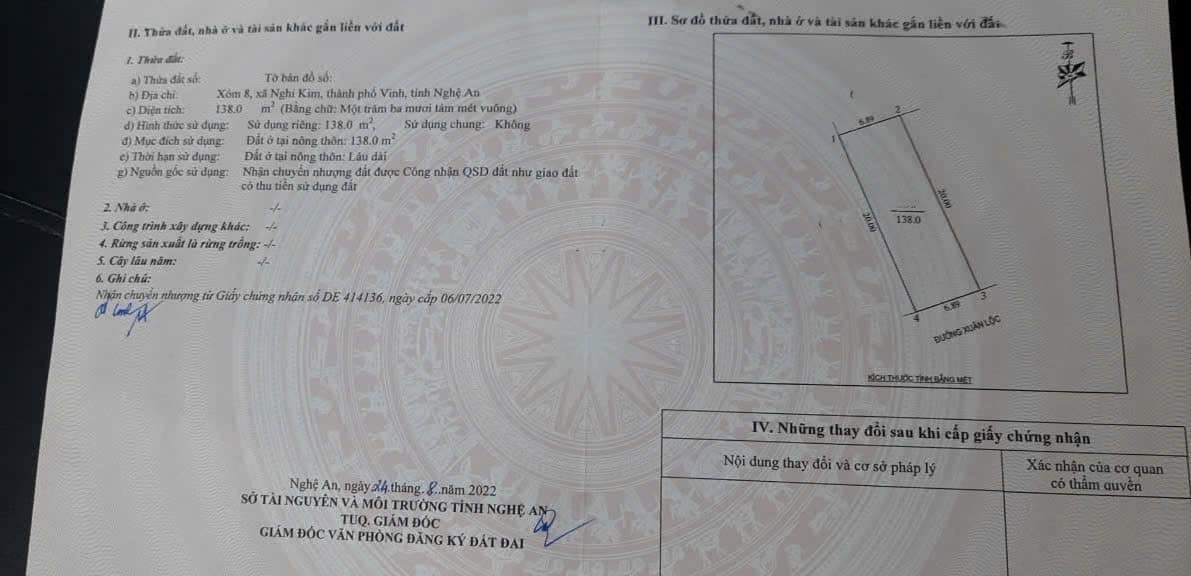 II. Thửa đất, nhà ở và tài sản khác gắn liền với đất
1. Thửa đất:
a) Thửa đất số: Tờ bản đồ số:
b) Địa chỉ: Xóm 8, xã Nghi Kim, thành phố Vinh, tỉnh Nghệ An
c) Diện tích: 138.0 m² (Bằng chữ: Một trăm ba mươi tám mét vuông)
d) Hình thức sử dụng: Sử dụng riêng: 138.0 m², Sử dụng chung: Không
đ) Mục đích sử dụng: Đất ở tại nông thôn: 138.0 m²
e) Thời hạn sử dụng: Đất ở tại nông thôn: Lâu dài
g) Nguồn gốc sử dụng: Nhận chuyển nhượng đất được Công nhận QSD đất như giao đất
có thu tiền sử dụng đất
2. Nhà ở: -/-
3. Công trình xây dựng khác: -/-
4. Rừng sản xuất là rừng trồng: -/-
5. Cây lâu năm: -/-
6. Ghi chú:
Nhận chuyển nhượng từ Giấy chứng nhận số DE 414136, ngày cấp 06/07/2022
Nghệ An, ngày 24 tháng 8 năm 2022
SỞ TÀI NGUYÊN VÀ MÔI TRƯỜNG TỈNH NGHỆ AN
TUQ. GIÁM ĐỐC
GIÁM ĐỐC VĂN PHÒNG ĐĂNG KÝ ĐẤT ĐAI
III. Sơ đồ thửa đất, nhà ở và tài sản khác gắn liền với đất
1
6.89
2
20.00
138.0
20.00
4
6.89
3
ĐƯỜNG XUÂN LỘC
KÍCH THƯỚC TÍNH BẰNG MÉT
IV. Những thay đổi sau khi cấp giấy chứng nhận
Nội dung thay đổi và cơ sở pháp lý
Xác nhận của cơ quan
có thẩm quyền